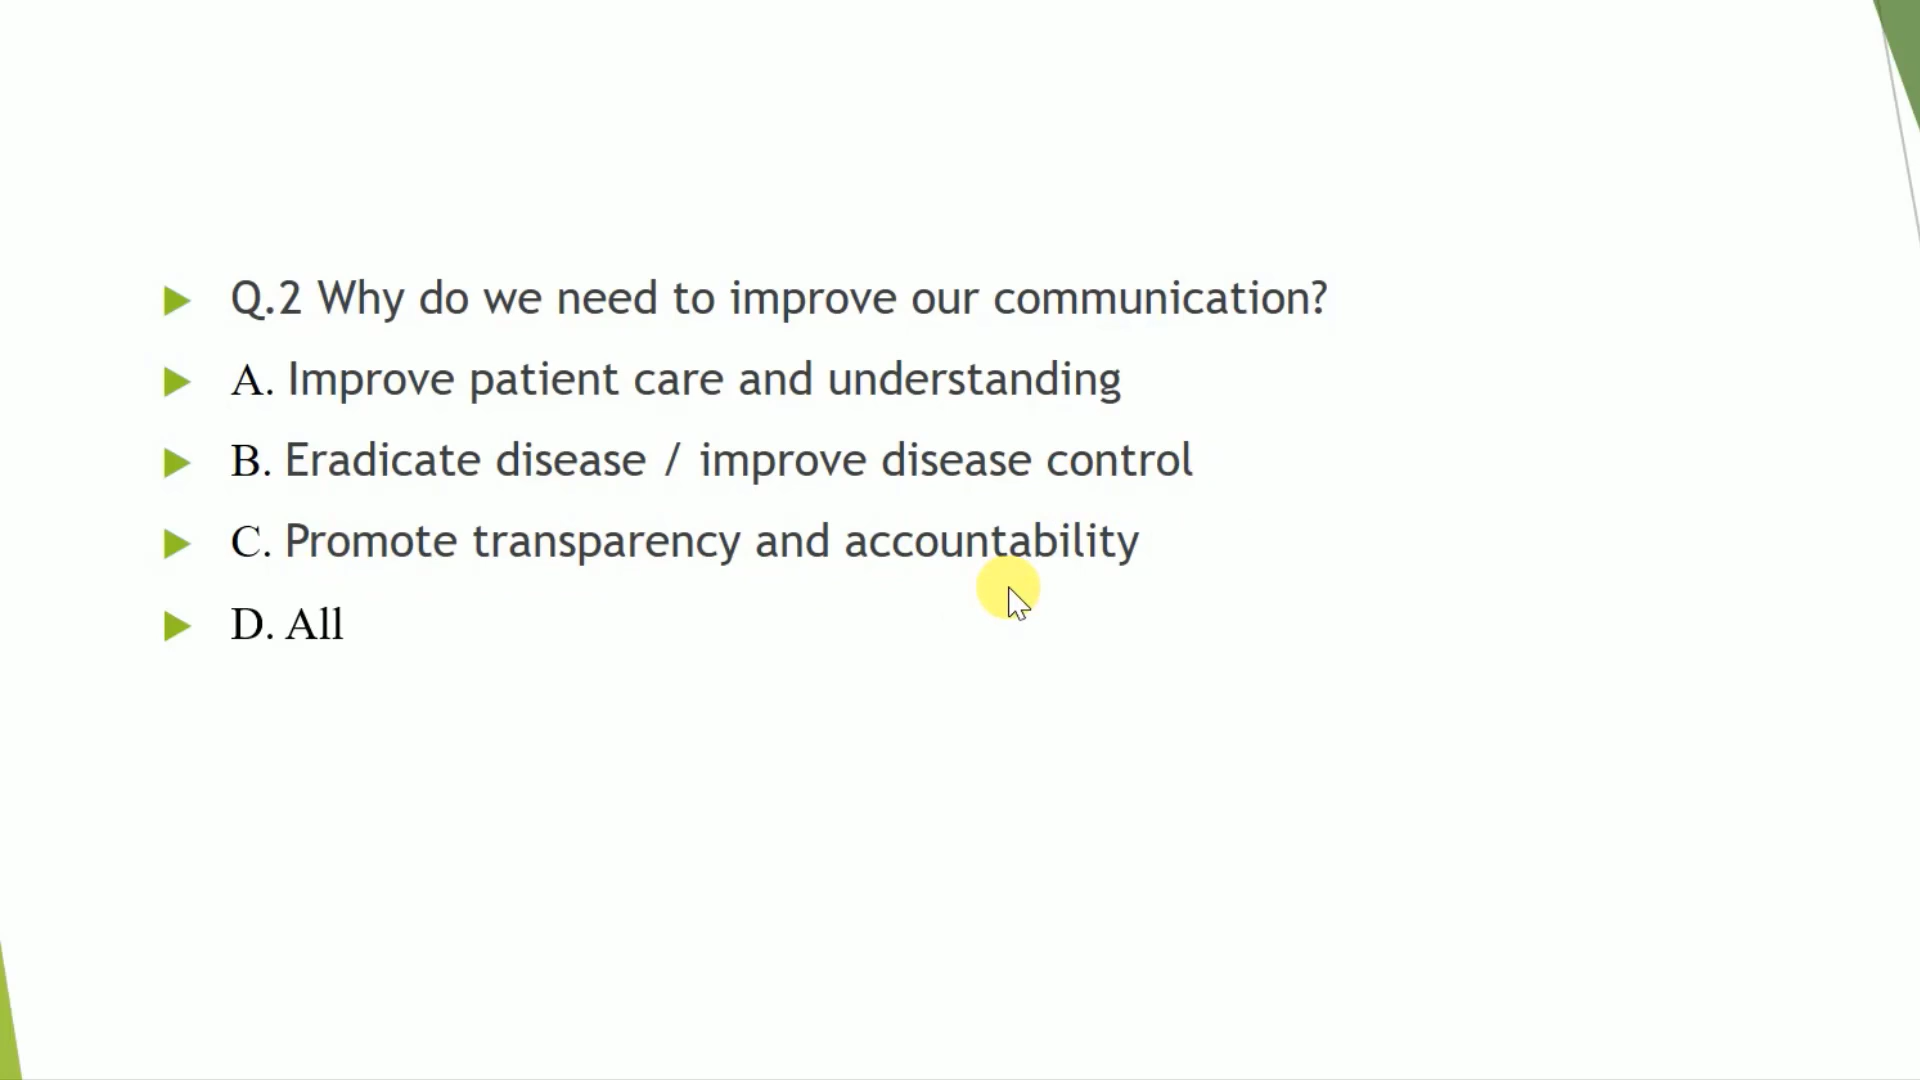 Q.2 Why do we need to improve our communication?
A. Improve patient care and understanding
B. Eradicate disease / improve disease control
C. Promote transparency and accountability
D. All